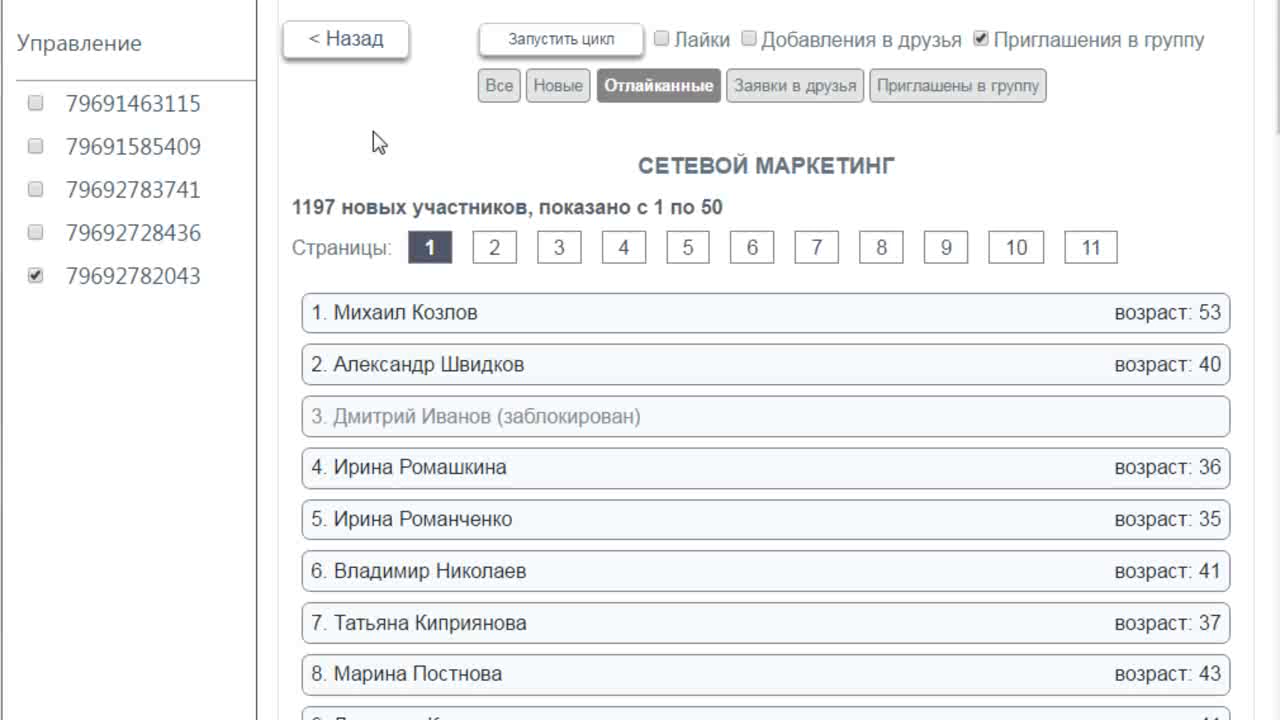 Управление
79691463115
79691585409
79692783741
79692728436
79692782043
< Назад
Запустить цикл Лайки Добавления в друзья Приглашения в группу
Все Новые Отлайканные Заявки в друзья Приглашены в группу
СЕТЕВОЙ МАРКЕТИНГ
1197 новых участников, показано с 1 по 50
Страницы: 1 2 3 4 5 6 7 8 9 10 11
1. Михаил Козлов возраст: 53
2. Александр Швидков возраст: 40
3. Дмитрий Иванов (заблокирован)
4. Ирина Ромашкина возраст: 36
5. Ирина Романченко возраст: 35
6. Владимир Николаев возраст: 41
7. Татьяна Киприянова возраст: 37
8. Марина Постнова возраст: 43